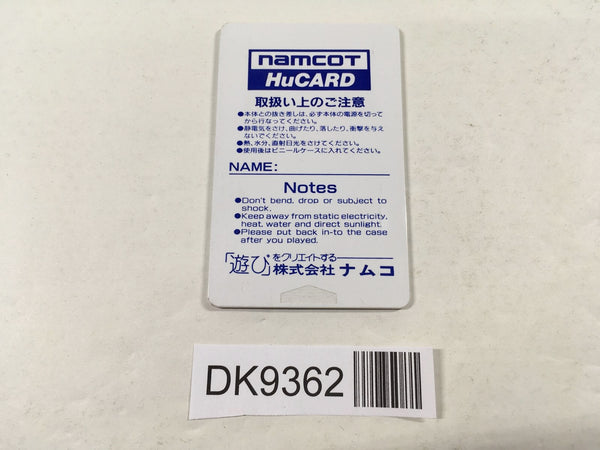 namcot
HuCARD
取扱い上のご注意
●本体との抜き差しは、必ず本体の電源を切って
から行なってください。
●静電気をさけ、曲げたり、落したり、衝撃を与え
ないでください。
●熱、水分、直射日光をさけてください。
●使用後はビニールケースに入れてください。
NAME:
Notes
●Don't bend, drop or subject to
shock.
●Keep away from static electricity,
heat, water and direct sunlight.
●Please put back in-to the case
after you played.
「遊び」をクリエイトする
株式会社 ナムコ
DK9362